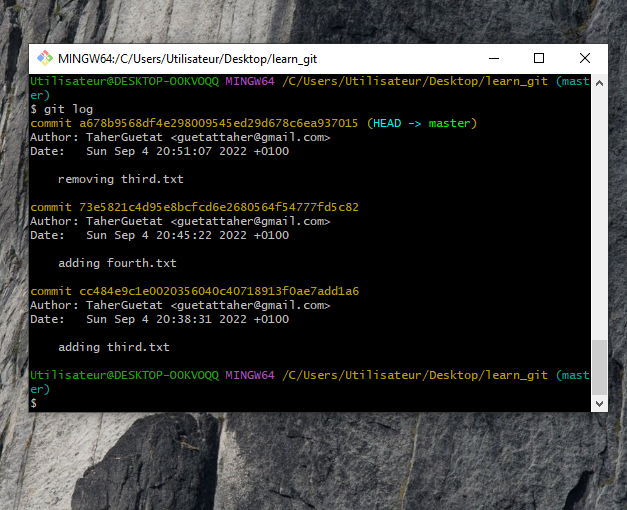 MINGW64:/C/Users/Utilisateur/Desktop/learn_git
Utilisateur@DESKTOP-OOKVOQQ MINGW64 /C/Users/Utilisateur/Desktop/learn_git (mast
er)
$ git log
commit a678b9568df4e298009545ed29d678c6ea937015 (HEAD -> master)
Author: TaherGuetat <guetattaher@gmail.com>
Date:   Sun Sep 4 20:51:07 2022 +0100
    removing third.txt
commit 73e5821c4d95e8bcfcd6e2680564f54777fd5c82
Author: TaherGuetat <guetattaher@gmail.com>
Date:   Sun Sep 4 20:45:22 2022 +0100
    adding fourth.txt
commit cc484e9c1e0020356040c40718913f0ae7add1a6
Author: TaherGuetat <guetattaher@gmail.com>
Date:   Sun Sep 4 20:38:31 2022 +0100
    adding third.txt
Utilisateur@DESKTOP-OOKVOQQ MINGW64 /C/Users/Utilisateur/Desktop/learn_git (mast
er)
$